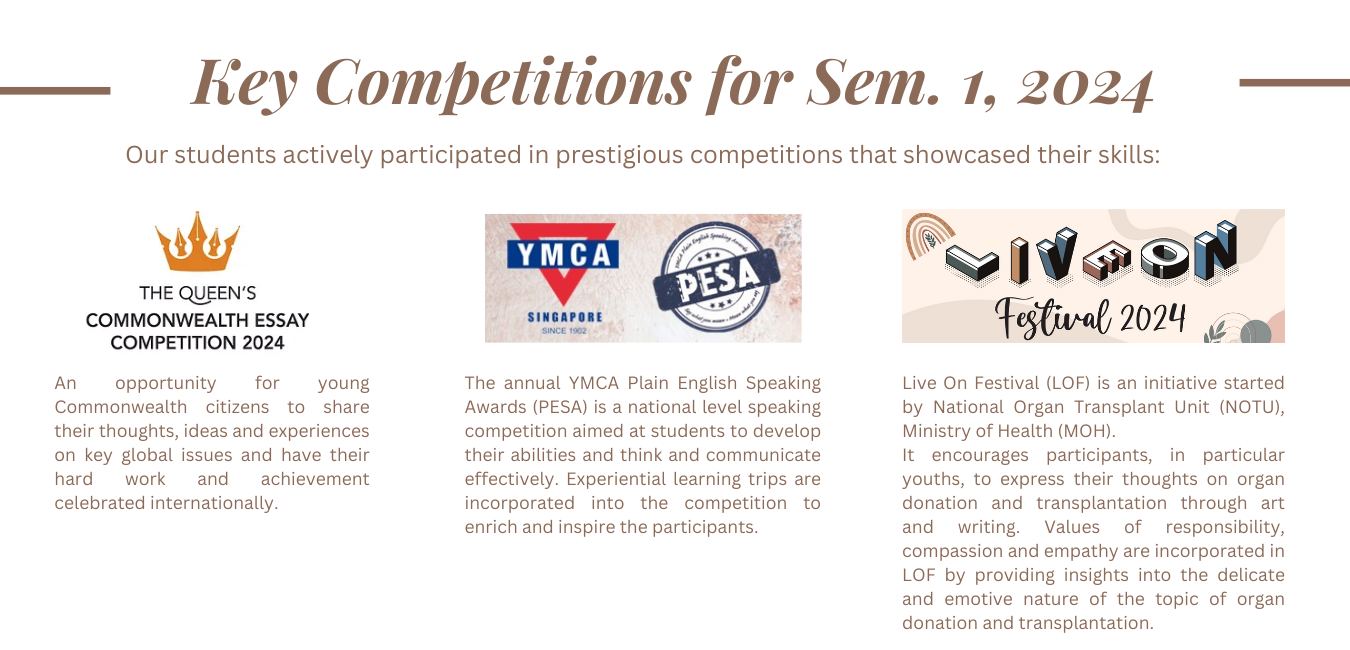 Key Competitions for Sem. 1, 2024
Our students actively participated in prestigious competitions that showcased their skills:
THE QUEEN'S
COMMONWEALTH ESSAY
COMPETITION 2024
An opportunity for young
Commonwealth citizens to share
their thoughts, ideas and experiences
on key global issues and have their
hard work and achievement
celebrated internationally.
YMCA
SINGAPORE
SINCE 1902
YMCA Plain English Speaking Awards
PESA
The annual YMCA Plain English Speaking
Awards (PESA) is a national level speaking
competition aimed at students to develop
their abilities and think and communicate
effectively. Experiential learning trips are
incorporated into the competition to
enrich and inspire the participants.
LIVE ON
Festival 2024
Live On Festival (LOF) is an initiative started
by National Organ Transplant Unit (NOTU),
Ministry of Health (MOH).
It encourages participants, in particular
youths, to express their thoughts on organ
donation and transplantation through art
and writing. Values of responsibility,
compassion and empathy are incorporated in
LOF by providing insights into the delicate
and emotive nature of the topic of organ
donation and transplantation.